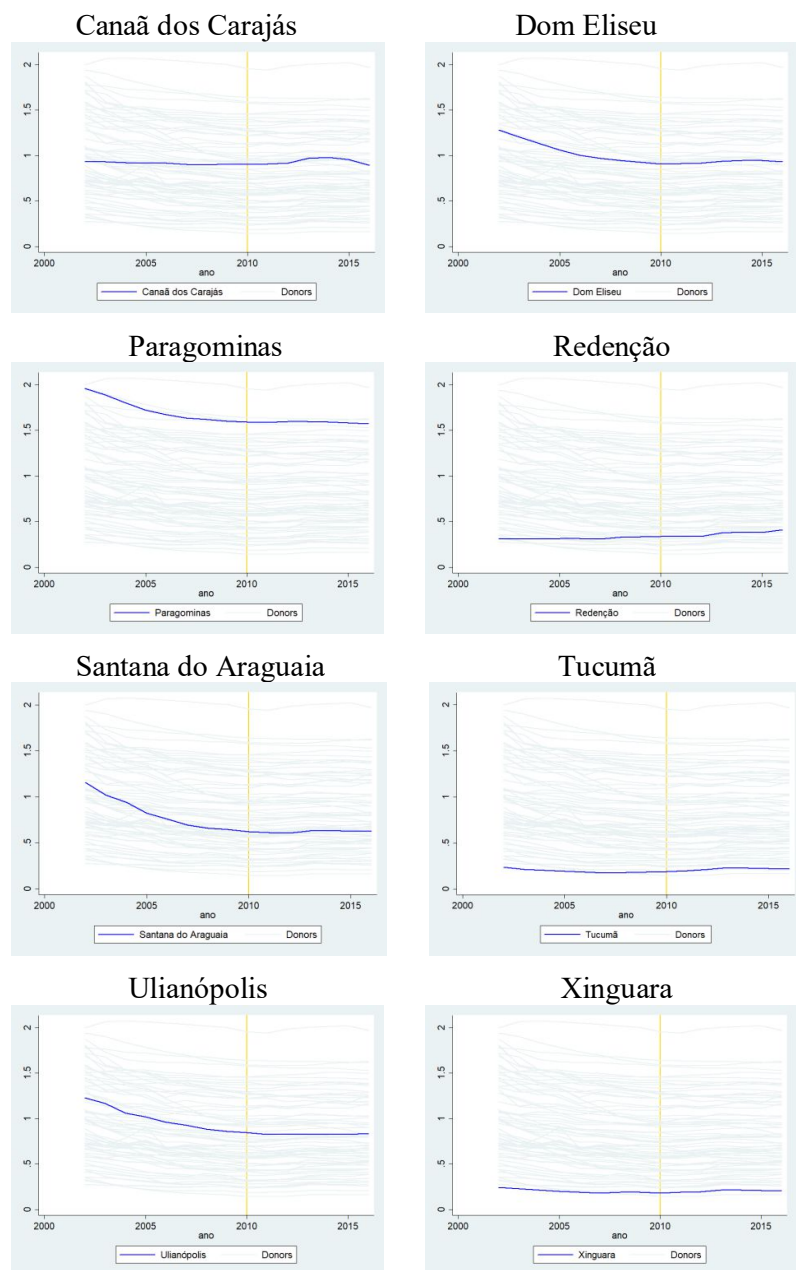 Canaã dos Carajás
Dom Eliseu
2
1.5
1
.5
0
2000 2005 2010 2015
ano
Canaã dos Carajás Donors
2
1.5
1
.5
0
2000 2005 2010 2015
ano
Dom Eliseu Donors
Paragominas
Redenção
2
1.5
1
.5
0
2000 2005 2010 2015
ano
Paragominas Donors
2
1.5
1
.5
0
2000 2005 2010 2015
ano
Redenção Donors
Santana do Araguaia
Tucumã
2
1.5
1
.5
0
2000 2005 2010 2015
ano
Santana do Araguaia Donors
2
1.5
1
.5
0
2000 2005 2010 2015
ano
Tucumã Donors
Ulianópolis
Xinguara
2
1.5
1
.5
0
2000 2005 2010 2015
ano
Ulianópolis Donors
2
1.5
1
.5
0
2000 2005 2010 2015
ano
Xinguara Donors